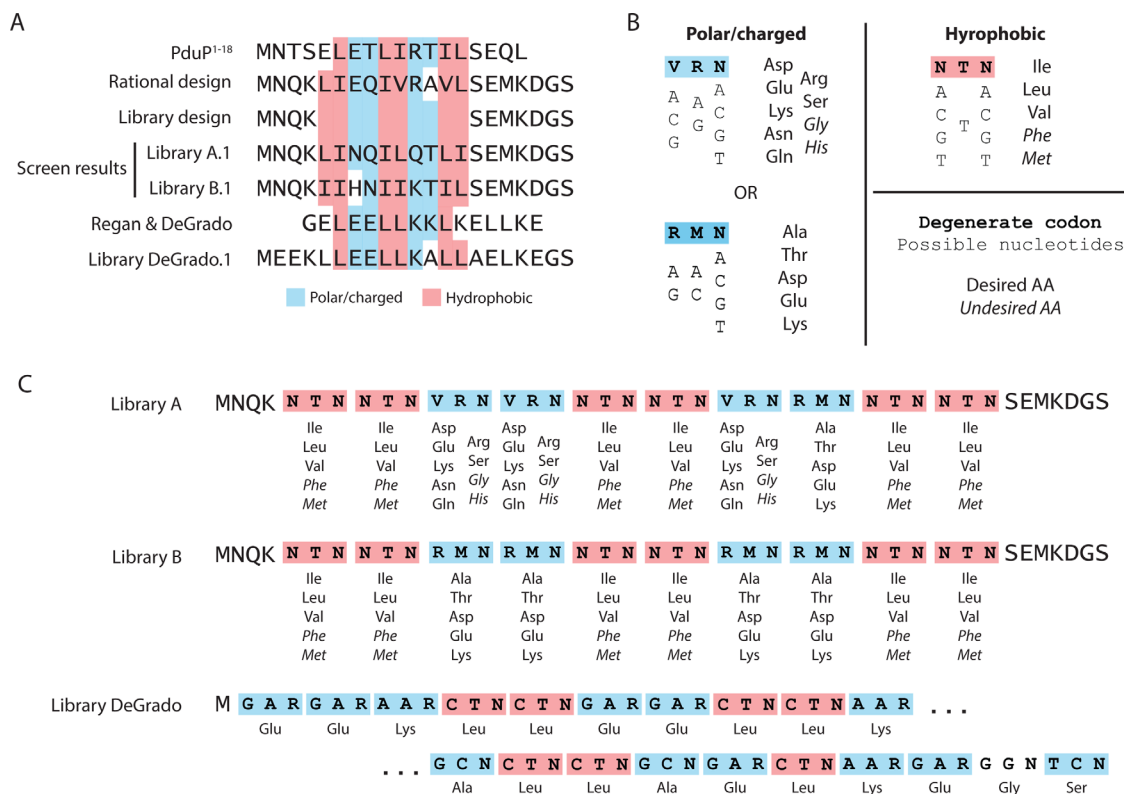 A
PduP1-18 MNTSELETLIRTILSEQL
Rational design MNQKLIEQIVRAVLSEMKDGS
Library design MNQK SEMKDGS
Screen results
Library A.1 MNQKLINQILQTLISEMKDGS
Library B.1 MNQKIIHNIIKTILSEMKDGS
Regan & DeGrado GELEELLKKLKELLKE
Library DeGrado.1 MEEKLLEELLKALLAELKEGS
Polar/charged Hydrophobic
B
Polar/charged
V R N
A A A
C G C
G G
T
Asp
Glu
Lys
Asn
Gln
Arg
Ser
Gly
His
OR
R M N
A A A
G C C
G
T
Ala
Thr
Asp
Glu
Lys
Hyrophobic
N T N
A A
C T C
G G
T T
Ile
Leu
Val
Phe
Met
Degenerate codon
Possible nucleotides
Desired AA
Undesired AA
C
Library A MNQK N T N N T N V R N V R N N T N N T N V R N R M N N T N N T N SEMKDGS
Ile Ile Asp Asp Ile Ile Asp Ala Ile Ile
Leu Leu Glu Arg Glu Arg Leu Leu Glu Arg Thr Leu Leu
Val Val Lys Ser Lys Ser Val Val Lys Ser Asp Val Val
Phe Phe Asn Gly Asn Gly Phe Phe Asn Gly Glu Phe Phe
Met Met Gln His Gln His Met Met Gln His Lys Met Met
Library B MNQK N T N N T N R M N R M N N T N N T N R M N R M N N T N N T N SEMKDGS
Ile Ile Ala Ala Ile Ile Ala Ala Ile Ile
Leu Leu Thr Thr Leu Leu Thr Thr Leu Leu
Val Val Asp Asp Val Val Asp Asp Val Val
Phe Phe Glu Glu Phe Phe Glu Glu Phe Phe
Met Met Lys Lys Met Met Lys Lys Met Met
Library DeGrado M G A R G A R A A R C T N C T N G A R G A R C T N C T N A A R ...
Glu Glu Lys Leu Leu Glu Glu Leu Leu Lys
... G C N C T N C T N G C N G A R C T N A A R G A R G G N T C N
Ala Leu Leu Ala Glu Leu Lys Glu Gly Ser